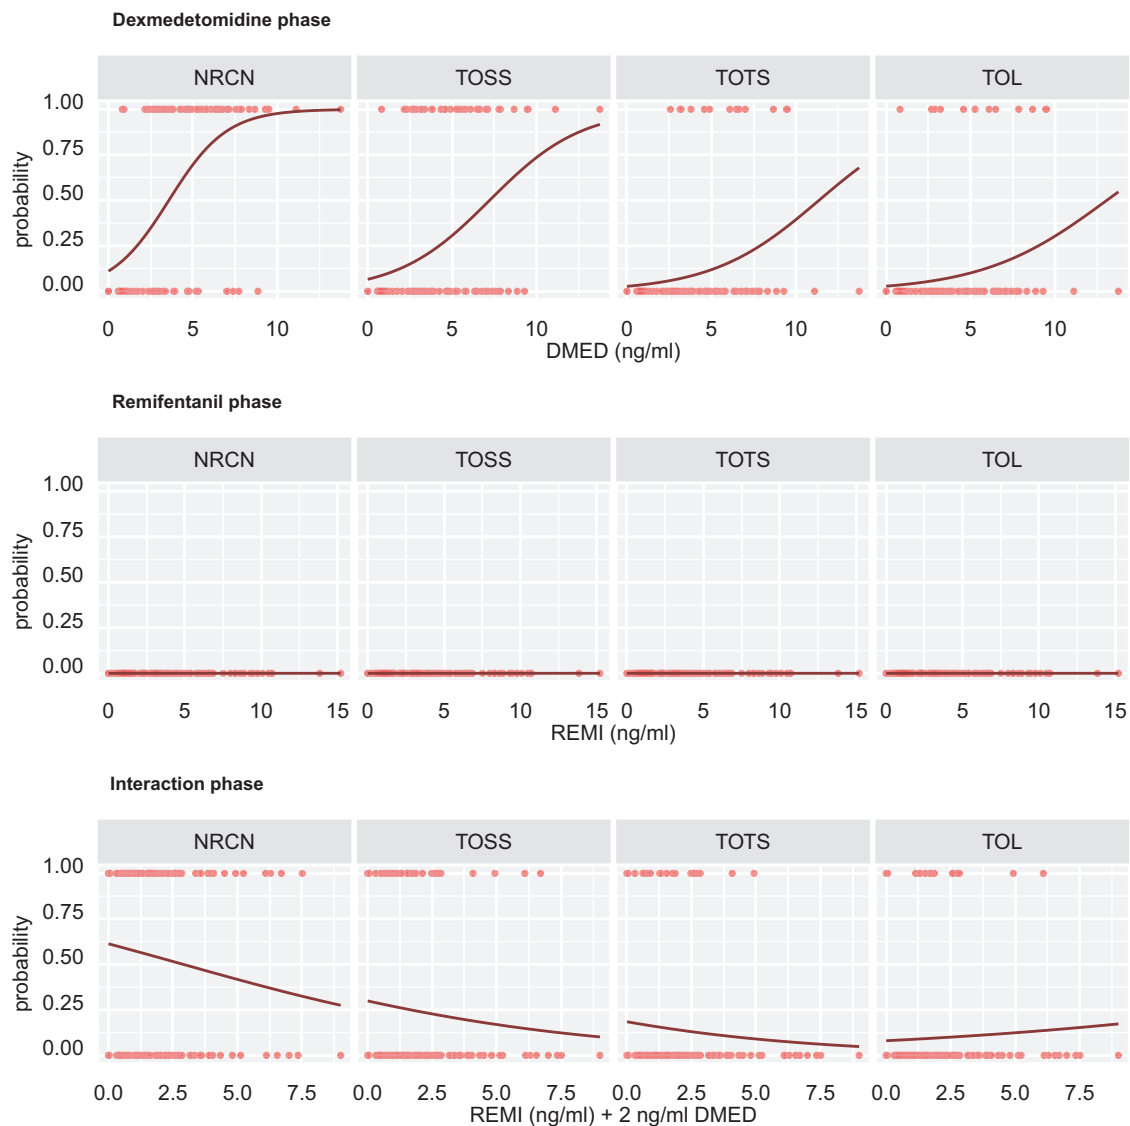 Dexmedetomidine phase
NRCN TOSS TOTS TOL
1.00
0.75
0.50
0.25
0.00
probability
0 5 10 0 5 10 0 5 10 0 5 10
DMED (ng/ml)
Remifentanil phase
NRCN TOSS TOTS TOL
1.00
0.75
0.50
0.25
0.00
probability
0 5 10 15 0 5 10 15 0 5 10 15 0 5 10 15
REMI (ng/ml)
Interaction phase
NRCN TOSS TOTS TOL
1.00
0.75
0.50
0.25
0.00
probability
0.0 2.5 5.0 7.5 0.0 2.5 5.0 7.5 0.0 2.5 5.0 7.5 0.0 2.5 5.0 7.5
REMI (ng/ml) + 2 ng/ml DMED